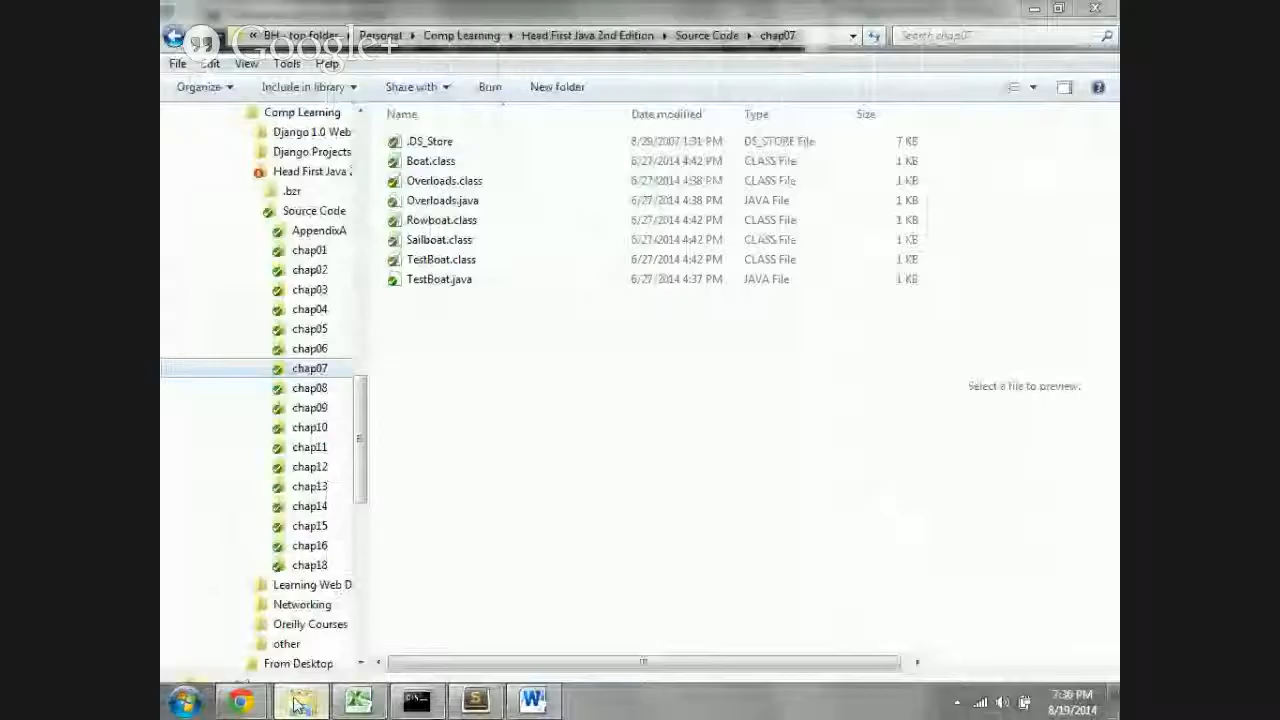 Google+
« BH - top folder ▸ Personal ▸ Comp Learning ▸ Head First Java 2nd Edition ▸ Source Code ▸ chap07
Search chap07
File Edit View Tools Help
Organize Include in library Share with Burn New folder
Comp Learning
Django 1.0 Web
Django Projects
Head First Java 2
.bzr
Source Code
AppendixA
chap01
chap02
chap03
chap04
chap05
chap06
chap07
chap08
chap09
chap10
chap11
chap12
chap13
chap14
chap15
chap16
chap18
Learning Web D
Networking
Oreilly Courses
other
From Desktop
Name Date modified Type Size
.DS_Store 8/29/2007 1:31 PM DS_STORE File 7 KB
Boat.class 6/27/2014 4:42 PM CLASS File 1 KB
Overloads.class 6/27/2014 4:38 PM CLASS File 1 KB
Overloads.java 6/27/2014 4:38 PM JAVA File 1 KB
Rowboat.class 6/27/2014 4:42 PM CLASS File 1 KB
Sailboat.class 6/27/2014 4:42 PM CLASS File 1 KB
TestBoat.class 6/27/2014 4:42 PM CLASS File 1 KB
TestBoat.java 6/27/2014 4:37 PM JAVA File 1 KB
Select a file to preview.
7:36 PM
8/19/2014